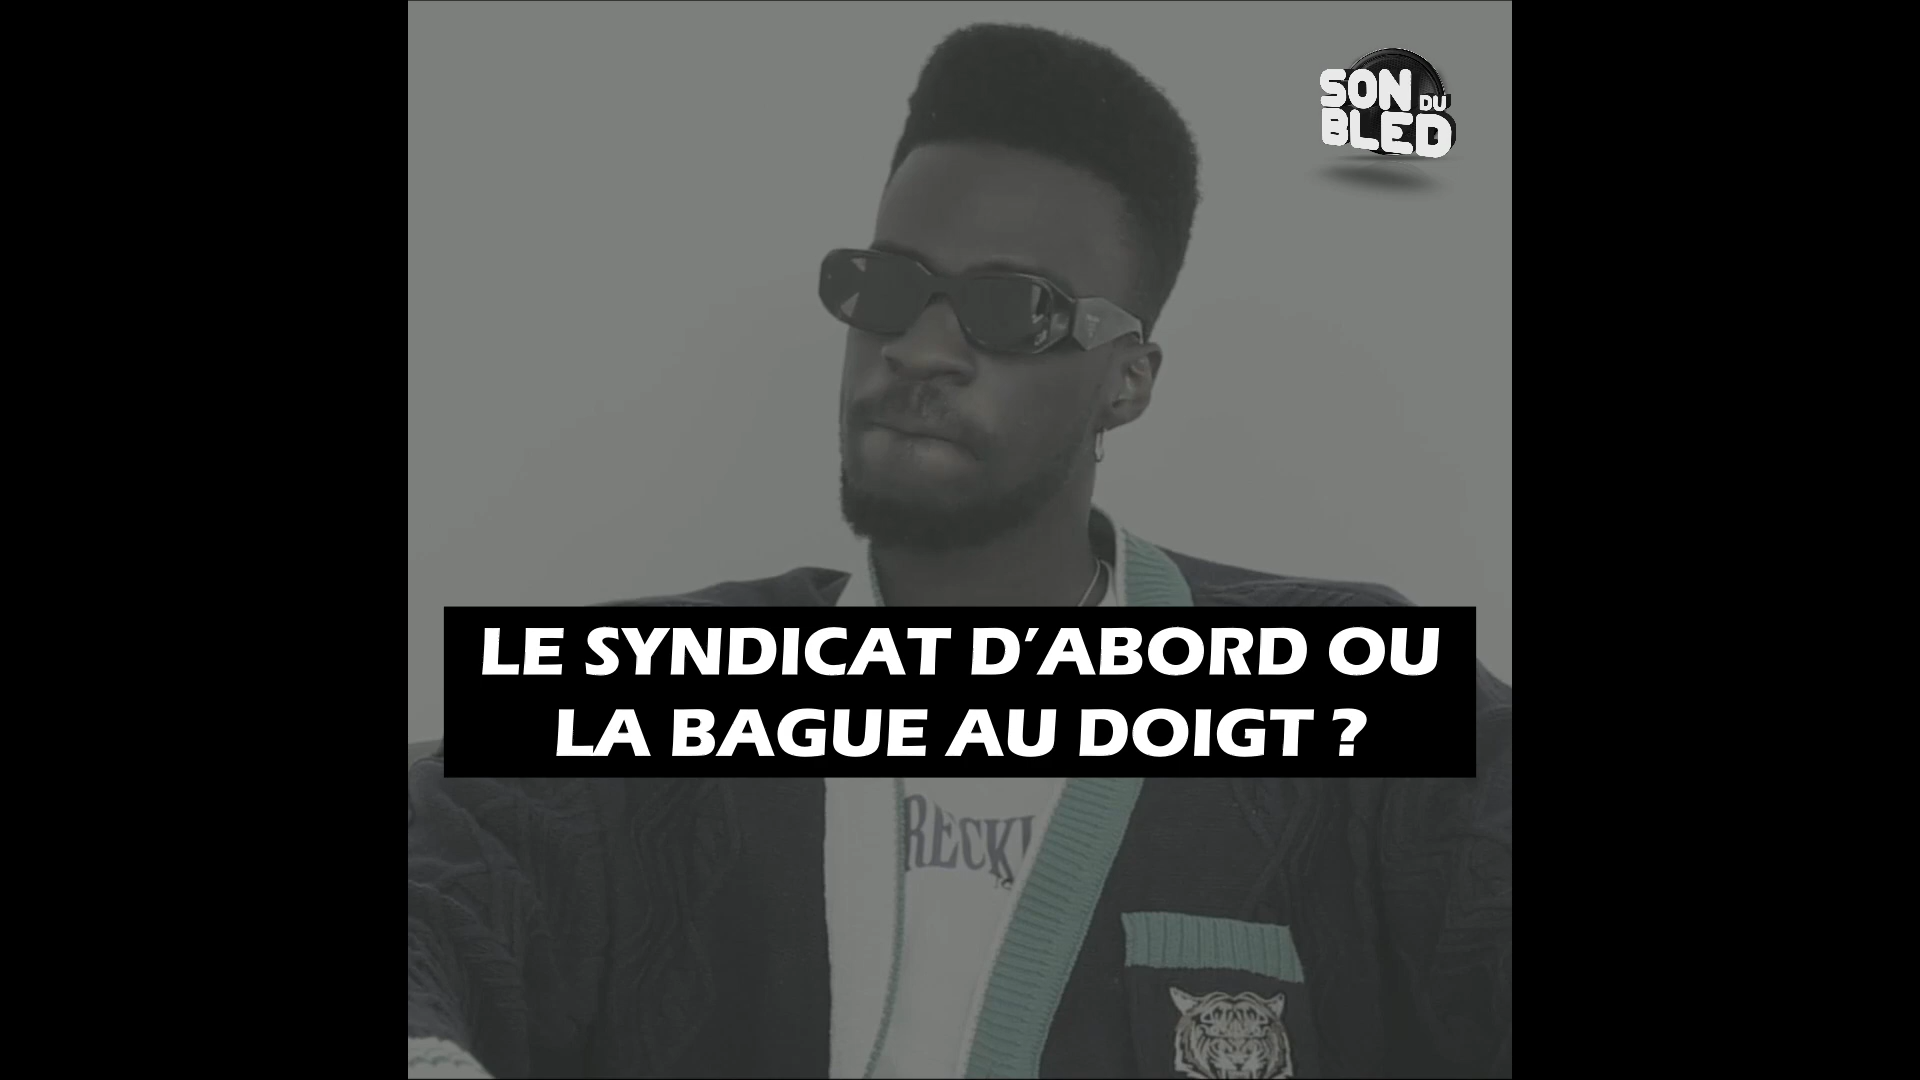 SON DU
BLED
LE SYNDICAT D’ABORD OU
LA BAGUE AU DOIGT ?
RECK